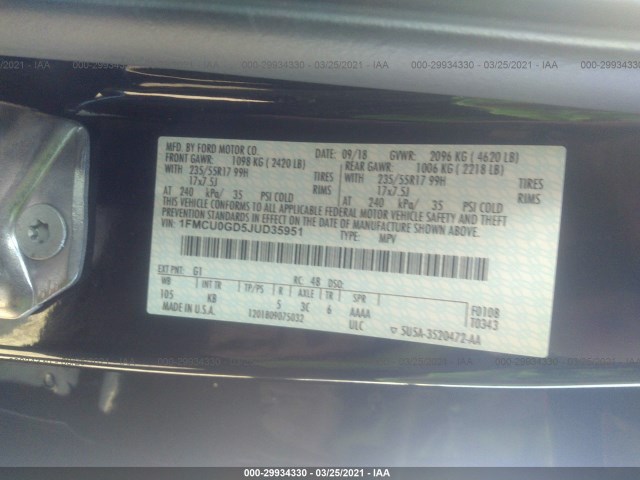 000-29934330 - 03/25/2021 - IAA
MFD. BY FORD MOTOR CO.
DATE: 09/18 GVWR: 2096 KG ( 4620 LB)
FRONT GAWR: 1098 KG ( 2420 LB) REAR GAWR: 1006 KG ( 2218 LB)
WITH 235/55R17 99H TIRES WITH 235/55R17 99H TIRES
17x7.5J RIMS 17x7.5J RIMS
AT 240 kPa/ 35 PSI COLD AT 240 kPa/ 35 PSI COLD
THIS VEHICLE CONFORMS TO ALL APPLICABLE FEDERAL MOTOR VEHICLE SAFETY AND THEFT
PREVENTION STANDARDS IN EFFECT ON THE DATE OF MANUFACTURE SHOWN ABOVE.
VIN: 1FMCU0GD5JUD35951
TYPE: MPV
EXT PNT: G1 RC: 48 DSO:
WB INT TR TP/PS R AXLE TR SPR
105 KB 5 3C 6 AAAA
F0108
T0343
MADE IN U.S.A. 1201809075032 ULC
5U5A-3520472-AA
000-29934330 - 03/25/2021 - IAA